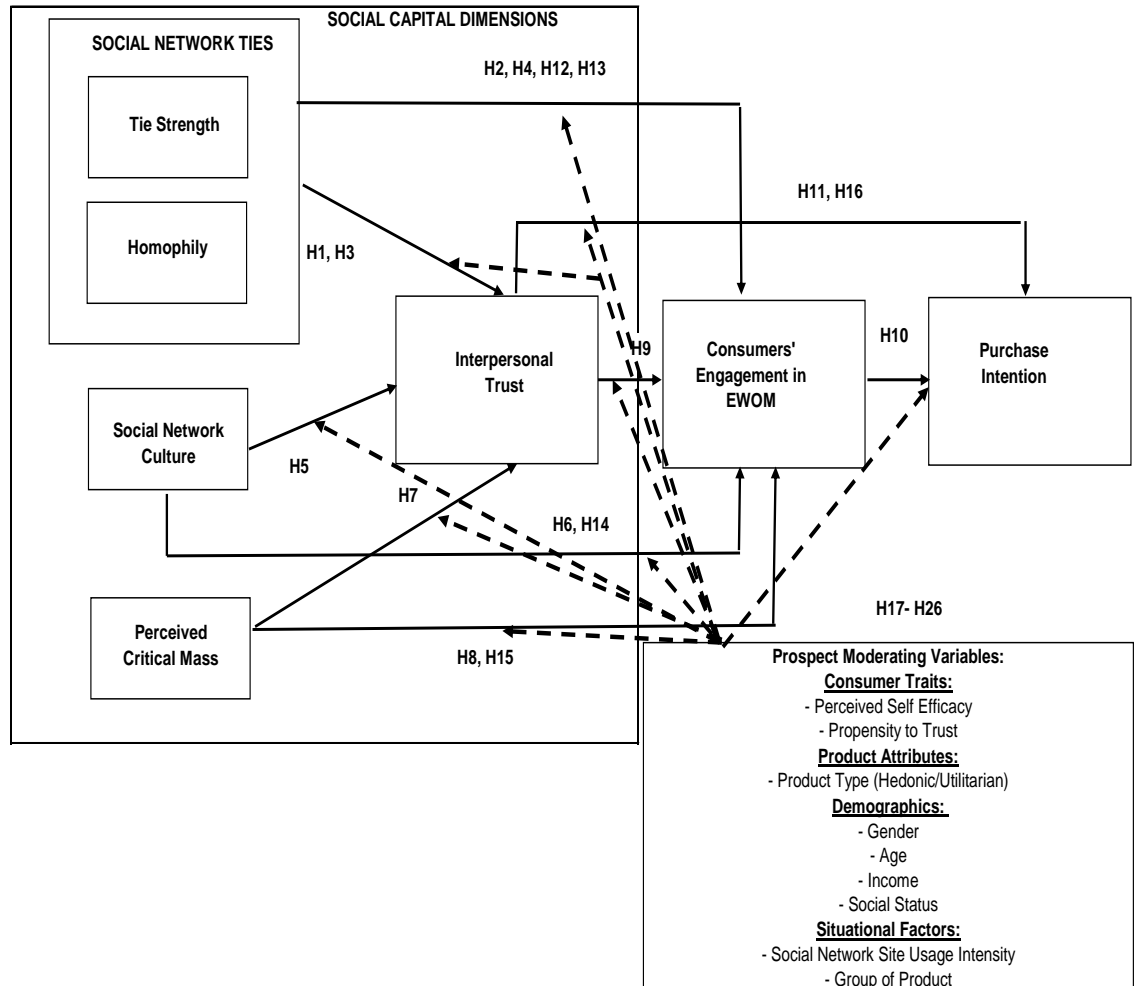 SOCIAL CAPITAL DIMENSIONS
SOCIAL NETWORK TIES
H2, H4, H12, H13
Tie Strength
H11, H16
Homophily
H1, H3
Interpersonal
Trust
H9
Consumers'
Engagement in
EWOM
H10
Purchase
Intention
Social Network
Culture
H5
H7
H6, H14
Perceived
Critical Mass
H8, H15
H17- H26
Prospect Moderating Variables:
Consumer Traits:
- Perceived Self Efficacy
- Propensity to Trust
Product Attributes:
- Product Type (Hedonic/Utilitarian)
Demographics:
- Gender
- Age
- Income
- Social Status
Situational Factors:
- Social Network Site Usage Intensity
- Group of Product